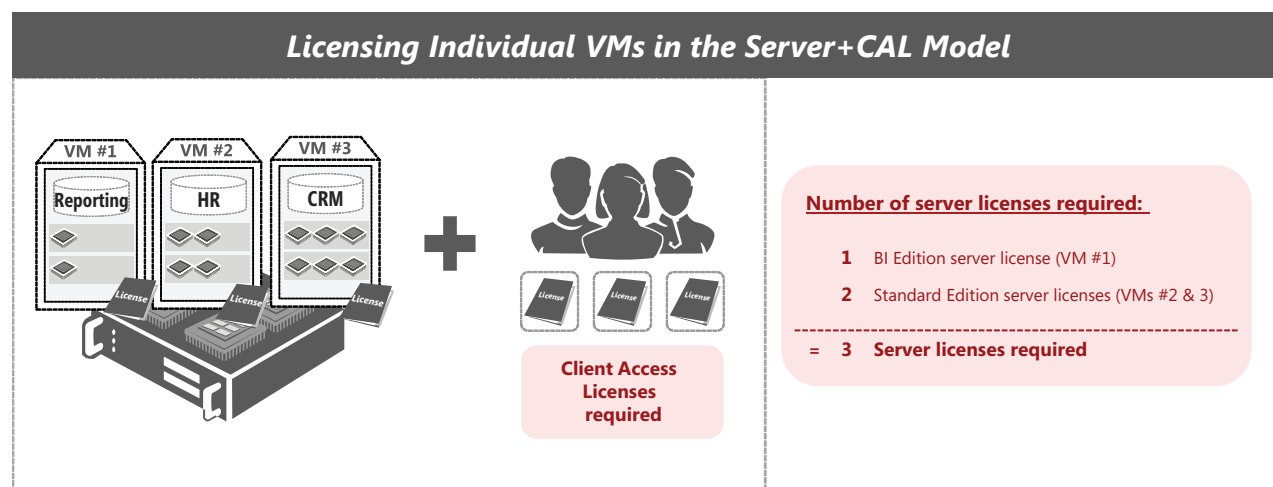 Licensing Individual VMs in the Server+CAL Model
VM #1
VM #2
VM #3
Reporting
HR
CRM
License
License
License
License
License
License
Client Access
Licenses
required
Number of server licenses required:
1 BI Edition server license (VM #1)
2 Standard Edition server licenses (VMs #2 & 3)
= 3 Server licenses required